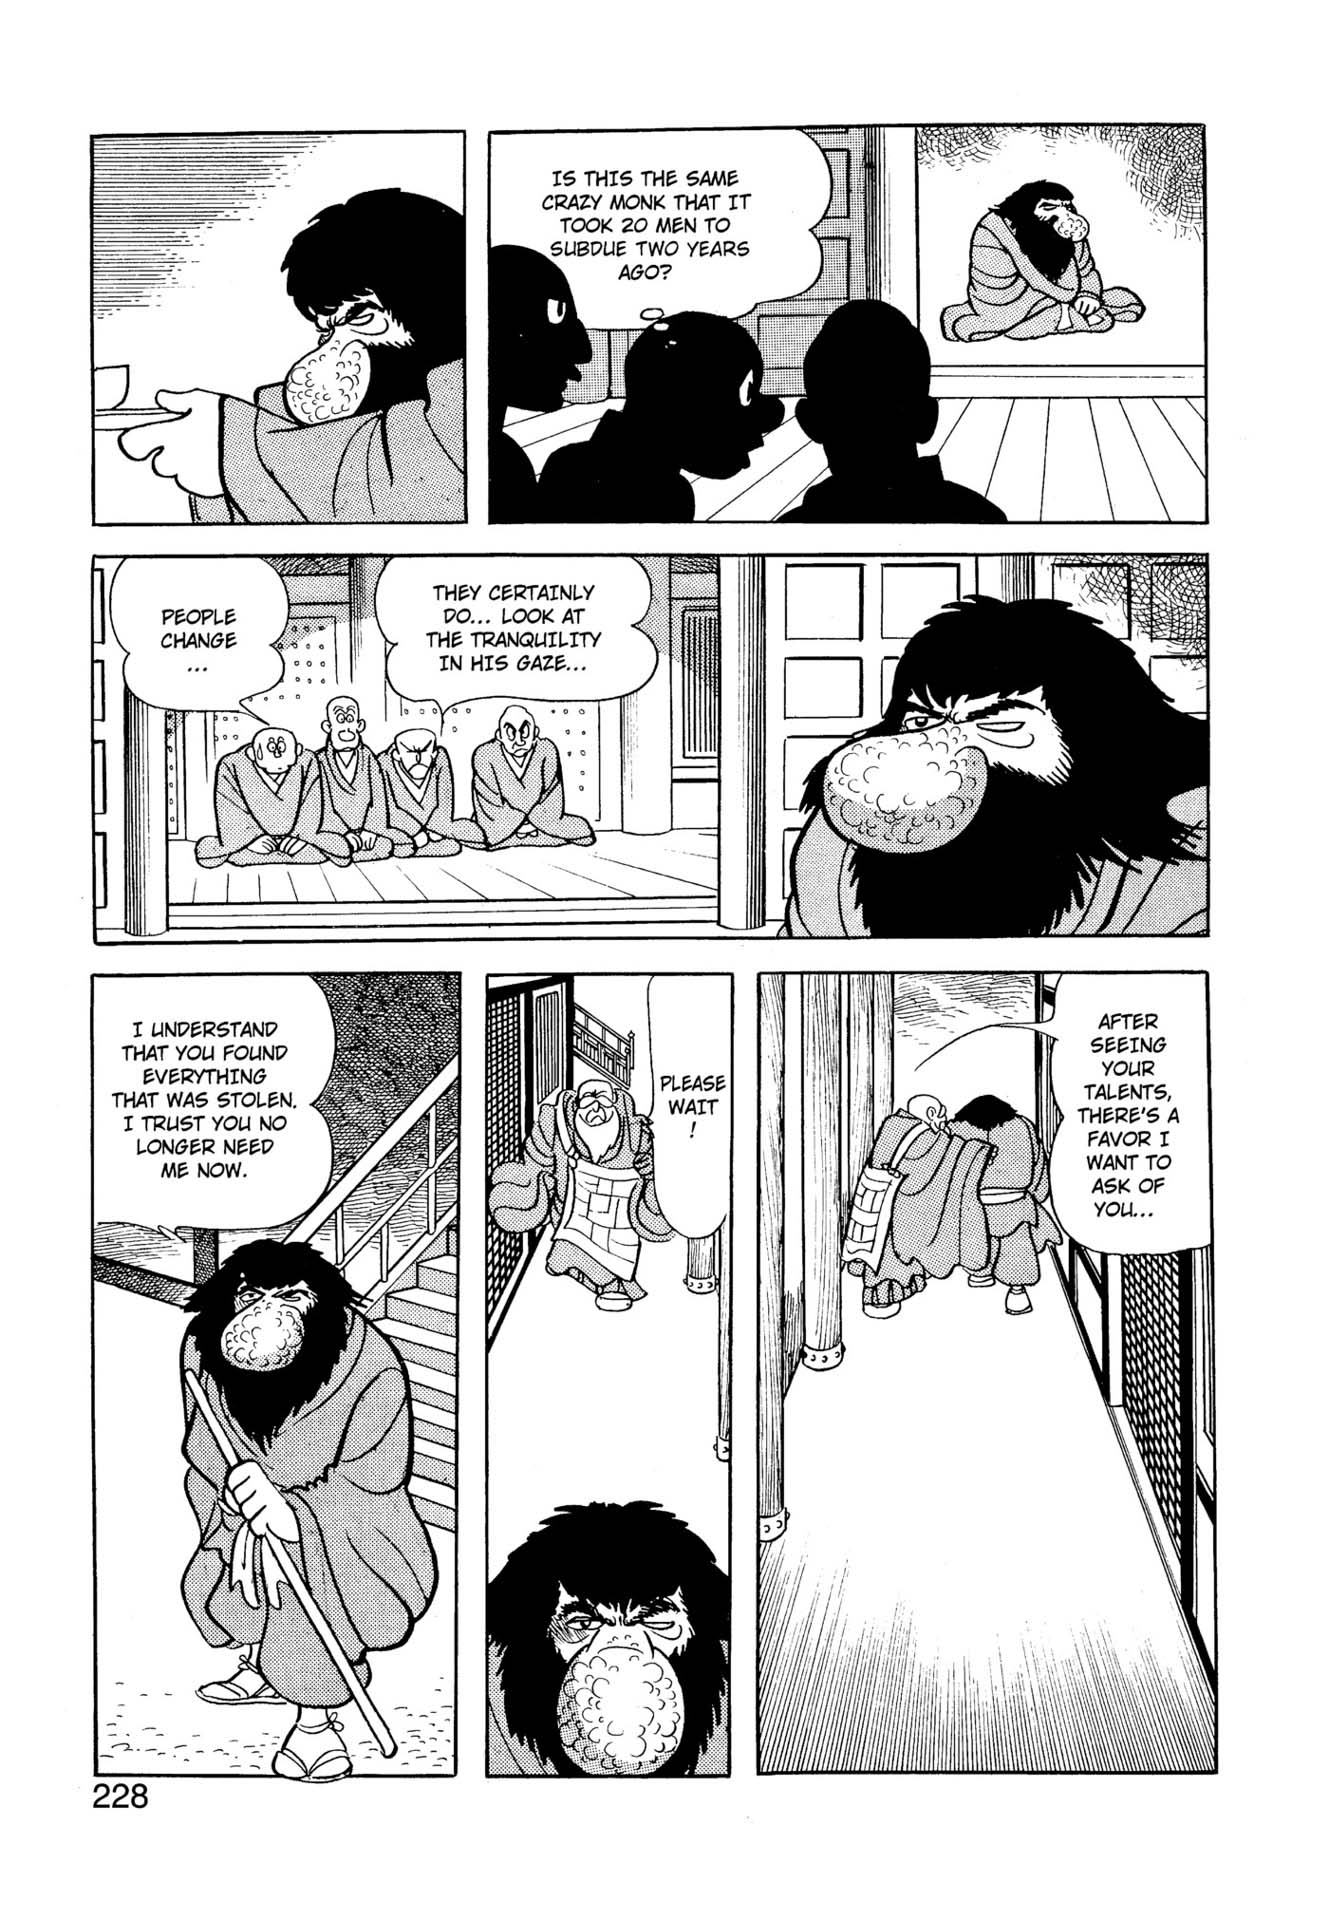 IS THIS THE SAME
CRAZY MONK THAT IT
TOOK 20 MEN TO
SUBDUE TWO YEARS
AGO?
PEOPLE
CHANGE
...
THEY CERTAINLY
DO... LOOK AT
THE TRANQUILITY
IN HIS GAZE...
I UNDERSTAND
THAT YOU FOUND
EVERYTHING
THAT WAS STOLEN.
I TRUST YOU NO
LONGER NEED
ME NOW.
PLEASE
WAIT
!
AFTER
SEEING
YOUR
TALENTS,
THERE'S A
FAVOR I
WANT TO
ASK OF
YOU...
228